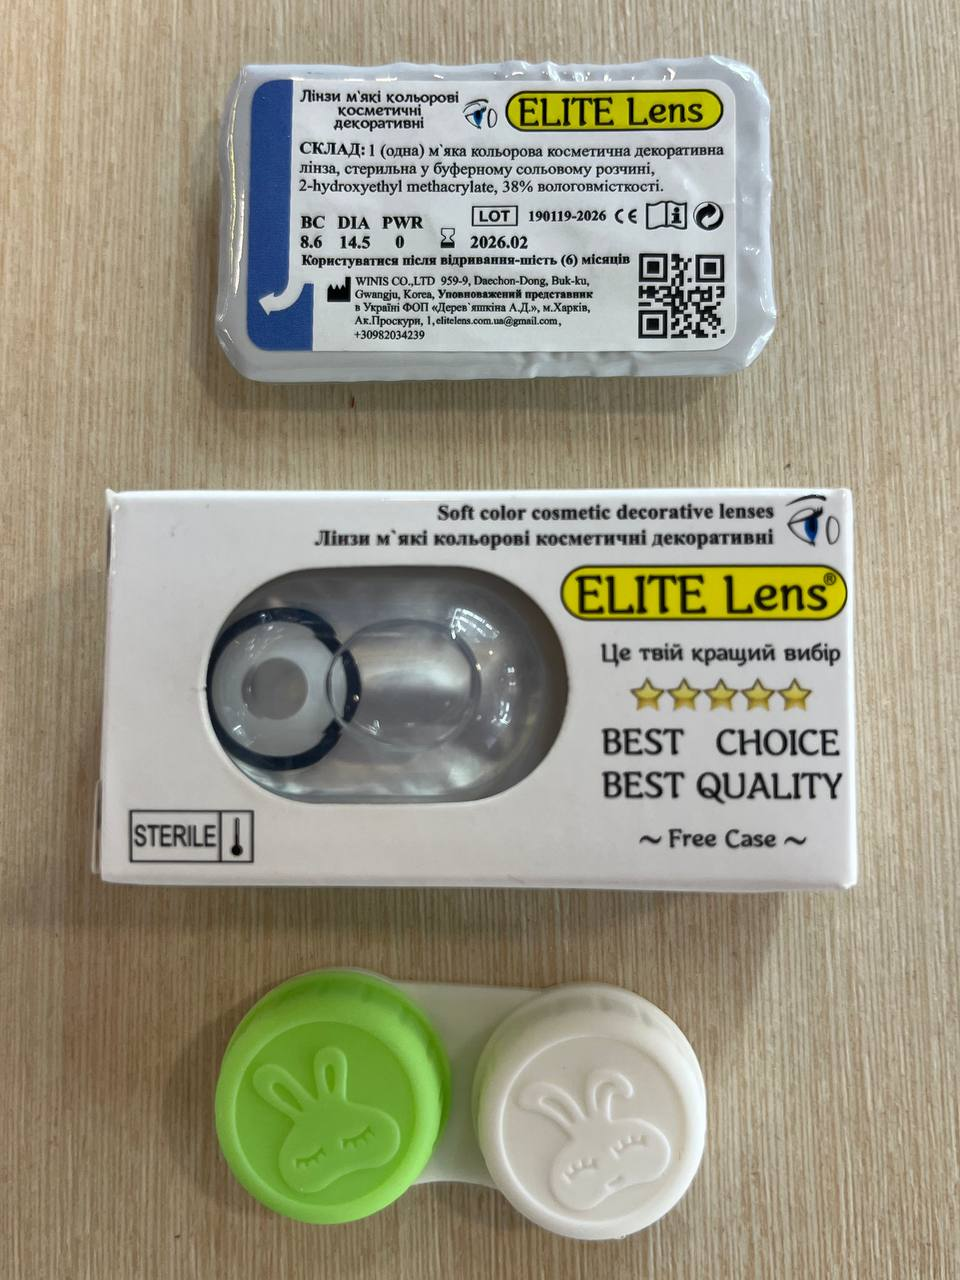 Лінзи м`які кольорові
косметичні
декоративні
ELITE Lens
СКЛАД: 1 (одна) м`яка кольорова косметична декоративна
лінза, стерильна у буферному сольовому розчині,
2-hydroxyethyl methacrylate, 38% вологовмісткості.
BC DIA PWR
8.6 14.5 0
LOT 190119-2026 CE
2026.02
Користуватися після відривання-шість (6) місяців
WINIS CO.,LTD 959-9, Daechon-Dong, Buk-ku,
Gwangju, Korea, Уповноважений представник
в Україні ФОП «Дерев`яшкіна А.Д.», м.Харків,
Ак.Проскури, 1, elitelens.com.ua@gmail.com,
+30982034239
Soft color cosmetic decorative lenses
Лінзи м`які кольорові косметичні декоративні
ELITE Lens®
Це твій кращий вибір
BEST CHOICE
BEST QUALITY
~ Free Case ~
STERILE